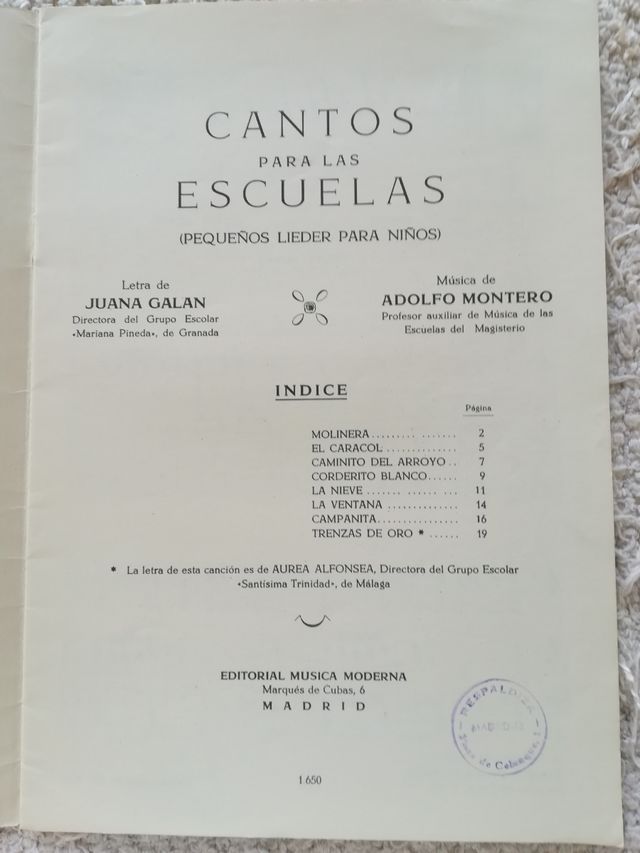 CANTOS
PARA LAS
ESCUELAS
(PEQUEÑOS LIEDER PARA NIÑOS)
Letra de
JUANA GALAN
Directora del Grupo Escolar
«Mariana Pineda», de Granada
Música de
ADOLFO MONTERO
Profesor auxiliar de Música de las
Escuelas del Magisterio
INDICE
Página
MOLINERA ......... ....... 2
EL CARACOL .............. 5
CAMINITO DEL ARROYO .. 7
CORDERITO BLANCO...... 9
LA NIEVE ....... ...... ... 11
LA VENTANA .............. 14
CAMPANITA................ 16
TRENZAS DE ORO * ...... 19
* La letra de esta canción es de AUREA ALFONSEA, Directora del Grupo Escolar
«Santísima Trinidad», de Málaga
EDITORIAL MUSICA MODERNA
Marqués de Cubas, 6
MADRID
RESPALDIZA
de Celenque, 1
1.650